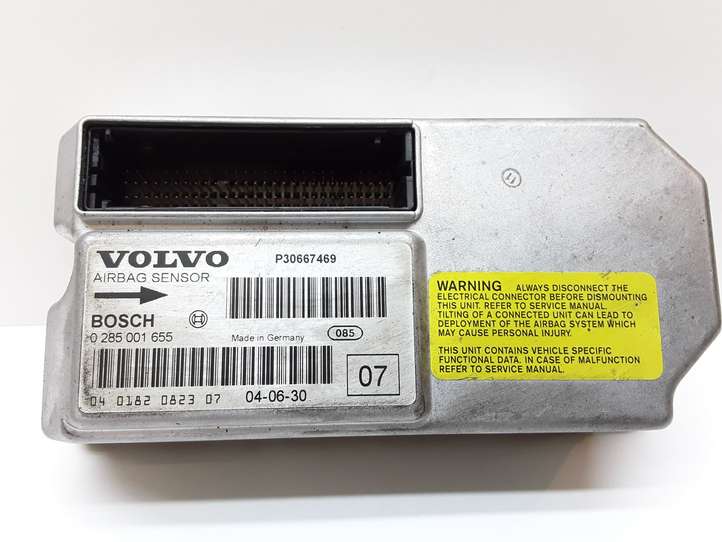 VOLVO
AIRBAG SENSOR
P30667469
BOSCH
0 285 001 655
Made in Germany
085
04 0182 0823 07
04-06-30
07
WARNING ALWAYS DISCONNECT THE
ELECTRICAL CONNECTOR BEFORE DISMOUNTING
THIS UNIT. REFER TO SERVICE MANUAL.
TILTING OF A CONNECTED UNIT CAN LEAD TO
DEPLOYMENT OF THE AIRBAG SYSTEM WHICH
MAY CAUSE PERSONAL INJURY.
THIS UNIT CONTAINS VEHICLE SPECIFIC
FUNCTIONAL DATA. IN CASE OF MALFUNCTION
REFER TO SERVICE MANUAL.